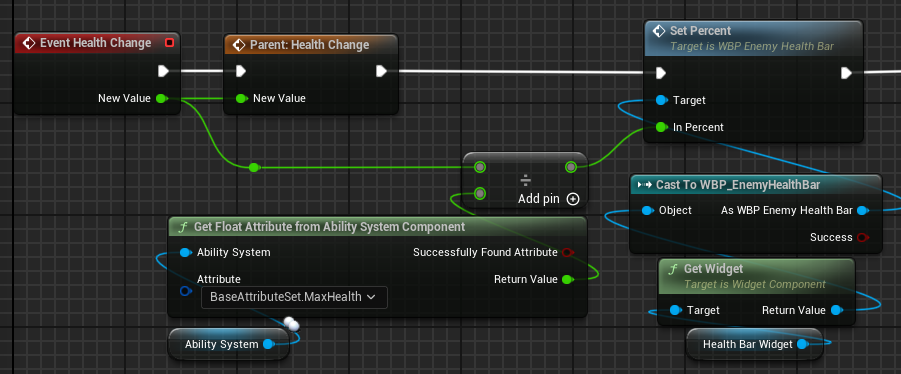 Event Health Change
New Value
Parent: Health Change
New Value
Set Percent
Target is WBP Enemy Health Bar
Target
In Percent
÷
Add pin
Cast To WBP_EnemyHealthBar
Object
As WBP Enemy Health Bar
Success
f Get Float Attribute from Ability System Component
Ability System
Successfully Found Attribute
Attribute
Return Value
BaseAttributeSet.MaxHealth
Ability System
f Get Widget
Target is Widget Component
Target
Return Value
Health Bar Widget